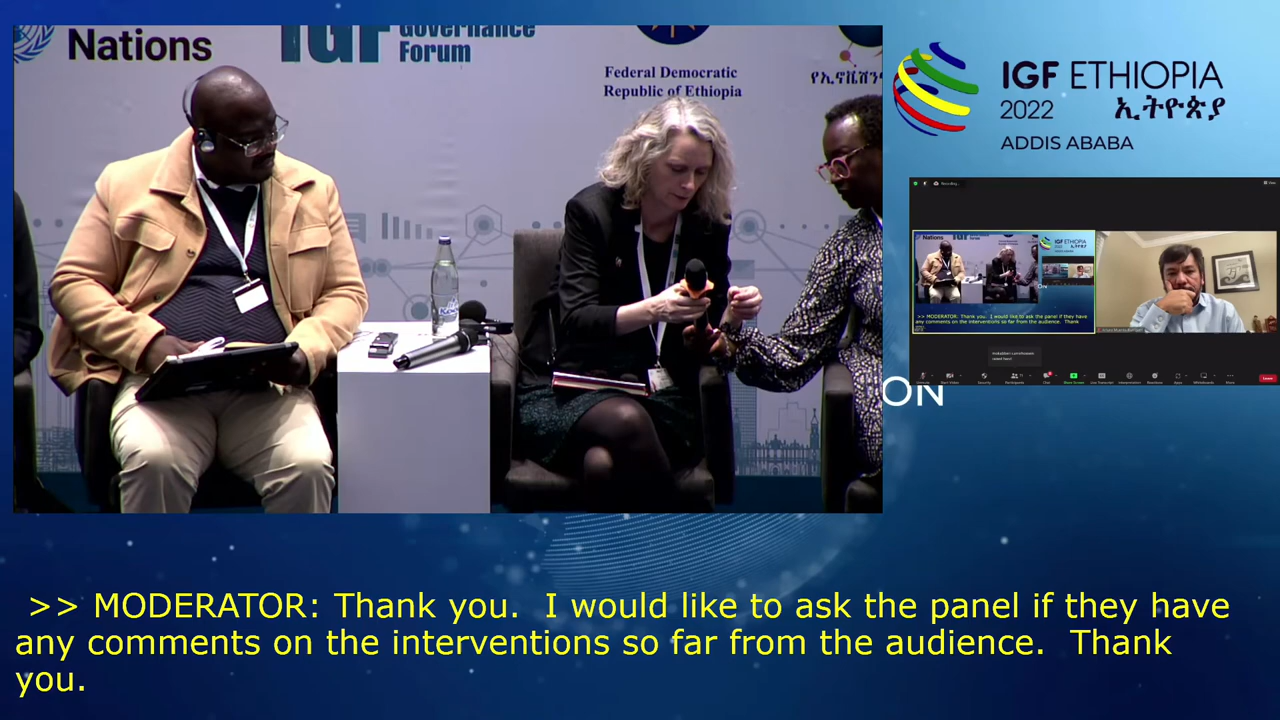 Nations
IGF
Governance
Forum
Federal Democratic
Republic of Ethiopia
IGF ETHIOPIA
2022 ኢትዮጵያ
ADDIS ABABA
ON
>> MODERATOR: Thank you.  I would like to ask the panel if they have
any comments on the interventions so far from the audience.  Thank
you.